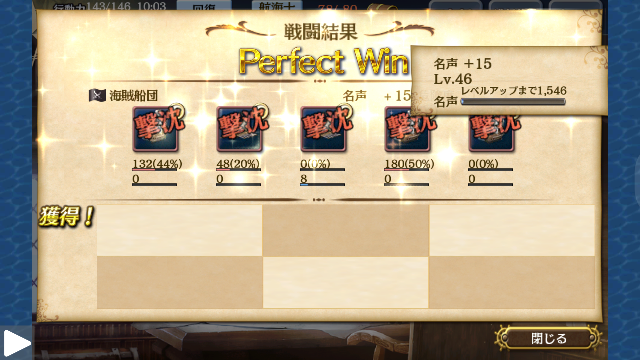 行動力 143/146 10:03 回復 航海士 78/80
戦闘結果
Perfect Win
名声 +15
Lv.46
レベルアップまで1,546
名声
海賊船団 名声 +15
撃沈 撃沈 撃沈 撃沈 撃沈
132(44%) 48(20%) 0(0%) 180(50%) 0(0%)
0 0 8 0 0
獲得！
閉じる